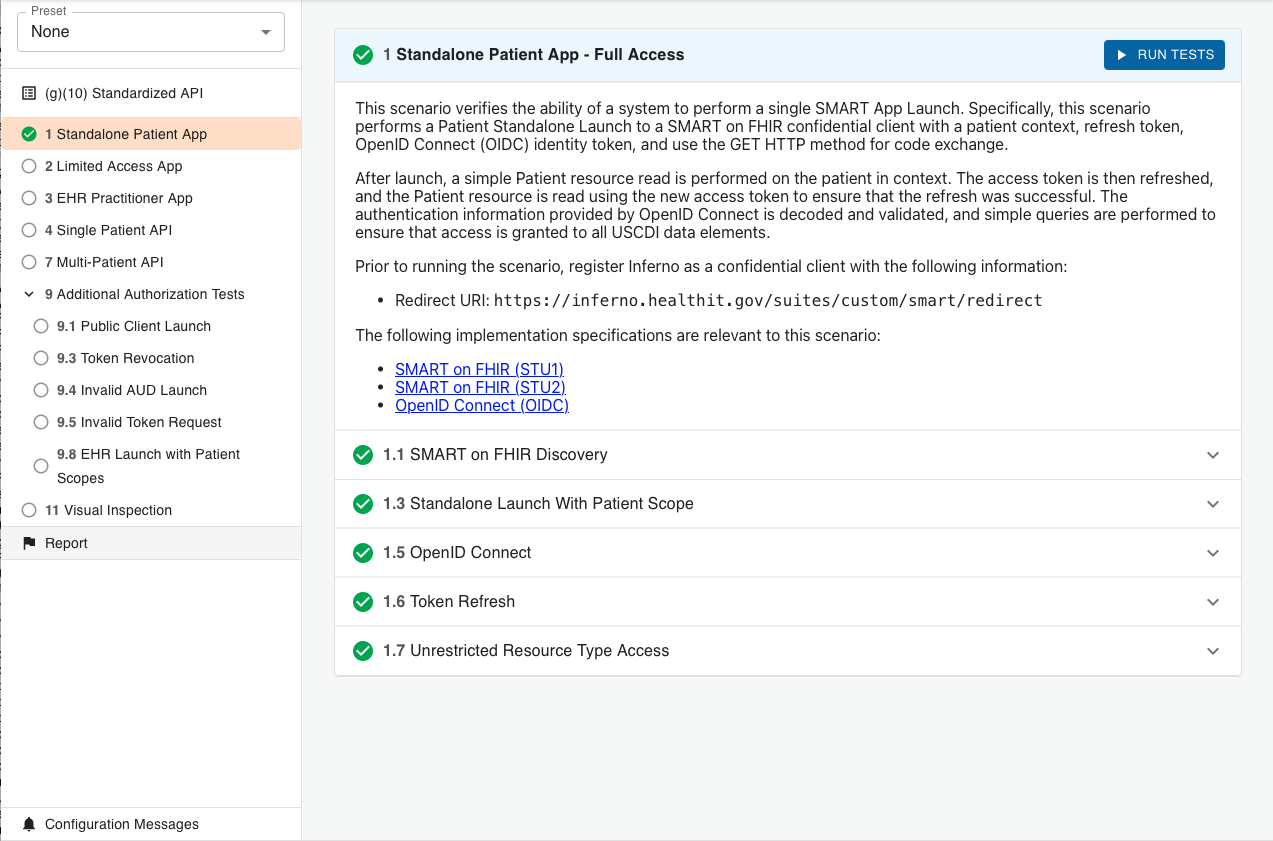 Preset
None
(g)(10) Standardized API
1 Standalone Patient App
2 Limited Access App
3 EHR Practitioner App
4 Single Patient API
7 Multi-Patient API
9 Additional Authorization Tests
9.1 Public Client Launch
9.3 Token Revocation
9.4 Invalid AUD Launch
9.5 Invalid Token Request
9.8 EHR Launch with Patient
Scopes
11 Visual Inspection
Report
Configuration Messages
1 Standalone Patient App - Full Access
RUN TESTS
This scenario verifies the ability of a system to perform a single SMART App Launch. Specifically, this scenario
performs a Patient Standalone Launch to a SMART on FHIR confidential client with a patient context, refresh token,
OpenID Connect (OIDC) identity token, and use the GET HTTP method for code exchange.
After launch, a simple Patient resource read is performed on the patient in context. The access token is then refreshed,
and the Patient resource is read using the new access token to ensure that the refresh was successful. The
authentication information provided by OpenID Connect is decoded and validated, and simple queries are performed to
ensure that access is granted to all USCDI data elements.
Prior to running the scenario, register Inferno as a confidential client with the following information:
• Redirect URI: https://inferno.healthit.gov/suites/custom/smart/redirect
The following implementation specifications are relevant to this scenario:
• SMART on FHIR (STU1)
• SMART on FHIR (STU2)
• OpenID Connect (OIDC)
1.1 SMART on FHIR Discovery
1.3 Standalone Launch With Patient Scope
1.5 OpenID Connect
1.6 Token Refresh
1.7 Unrestricted Resource Type Access